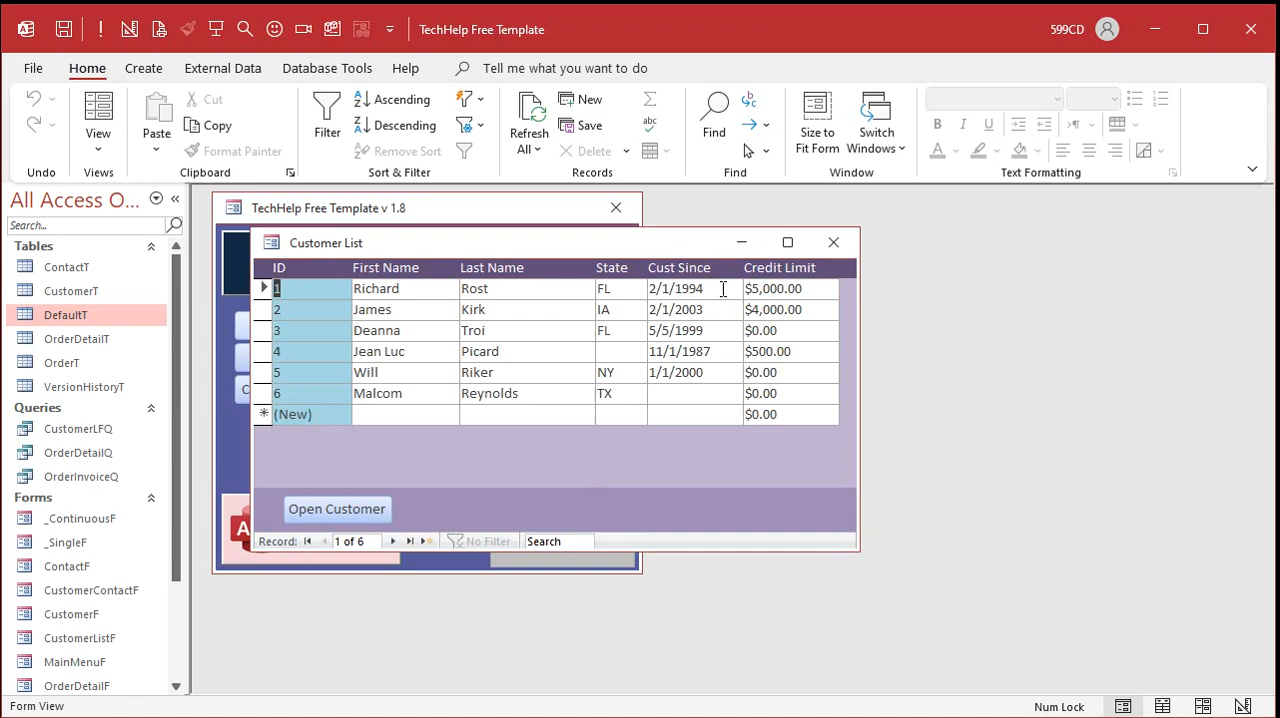 TechHelp Free Template
599CD
File Home Create External Data Database Tools Help Tell me what you want to do
Undo
View
Views
Paste
Cut
Copy
Format Painter
Clipboard
Filter
Ascending
Descending
Remove Sort
Sort & Filter
Refresh All
New
Save
Delete
Records
Find
Find
Size to Fit Form
Switch Windows
Window
B I U
A
Text Formatting
All Access O...
Search...
Tables
ContactT
CustomerT
DefaultT
OrderDetailT
OrderT
VersionHistoryT
Queries
CustomerLFQ
OrderDetailQ
OrderInvoiceQ
Forms
_ContinuousF
_SingleF
ContactF
CustomerContactF
CustomerF
CustomerListF
MainMenuF
OrderDetailF
TechHelp Free Template v 1.8
Customer List
ID First Name Last Name State Cust Since Credit Limit
1 Richard Rost FL 2/1/1994 $5,000.00
2 James Kirk IA 2/1/2003 $4,000.00
3 Deanna Troi FL 5/5/1999 $0.00
4 Jean Luc Picard 11/1/1987 $500.00
5 Will Riker NY 1/1/2000 $0.00
6 Malcom Reynolds TX $0.00
(New) $0.00
Open Customer
C
A
Record: 1 of 6 No Filter Search
Form View
Num Lock